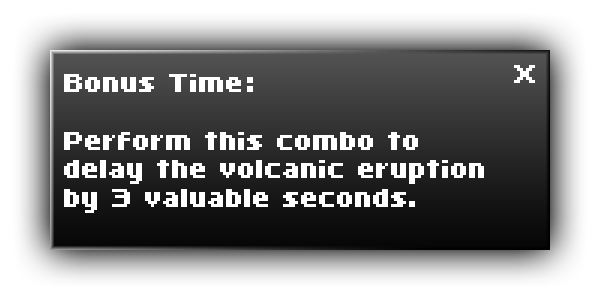 Bonus Time:
X
Perform this combo to
delay the volcanic eruption
by 3 valuable seconds.